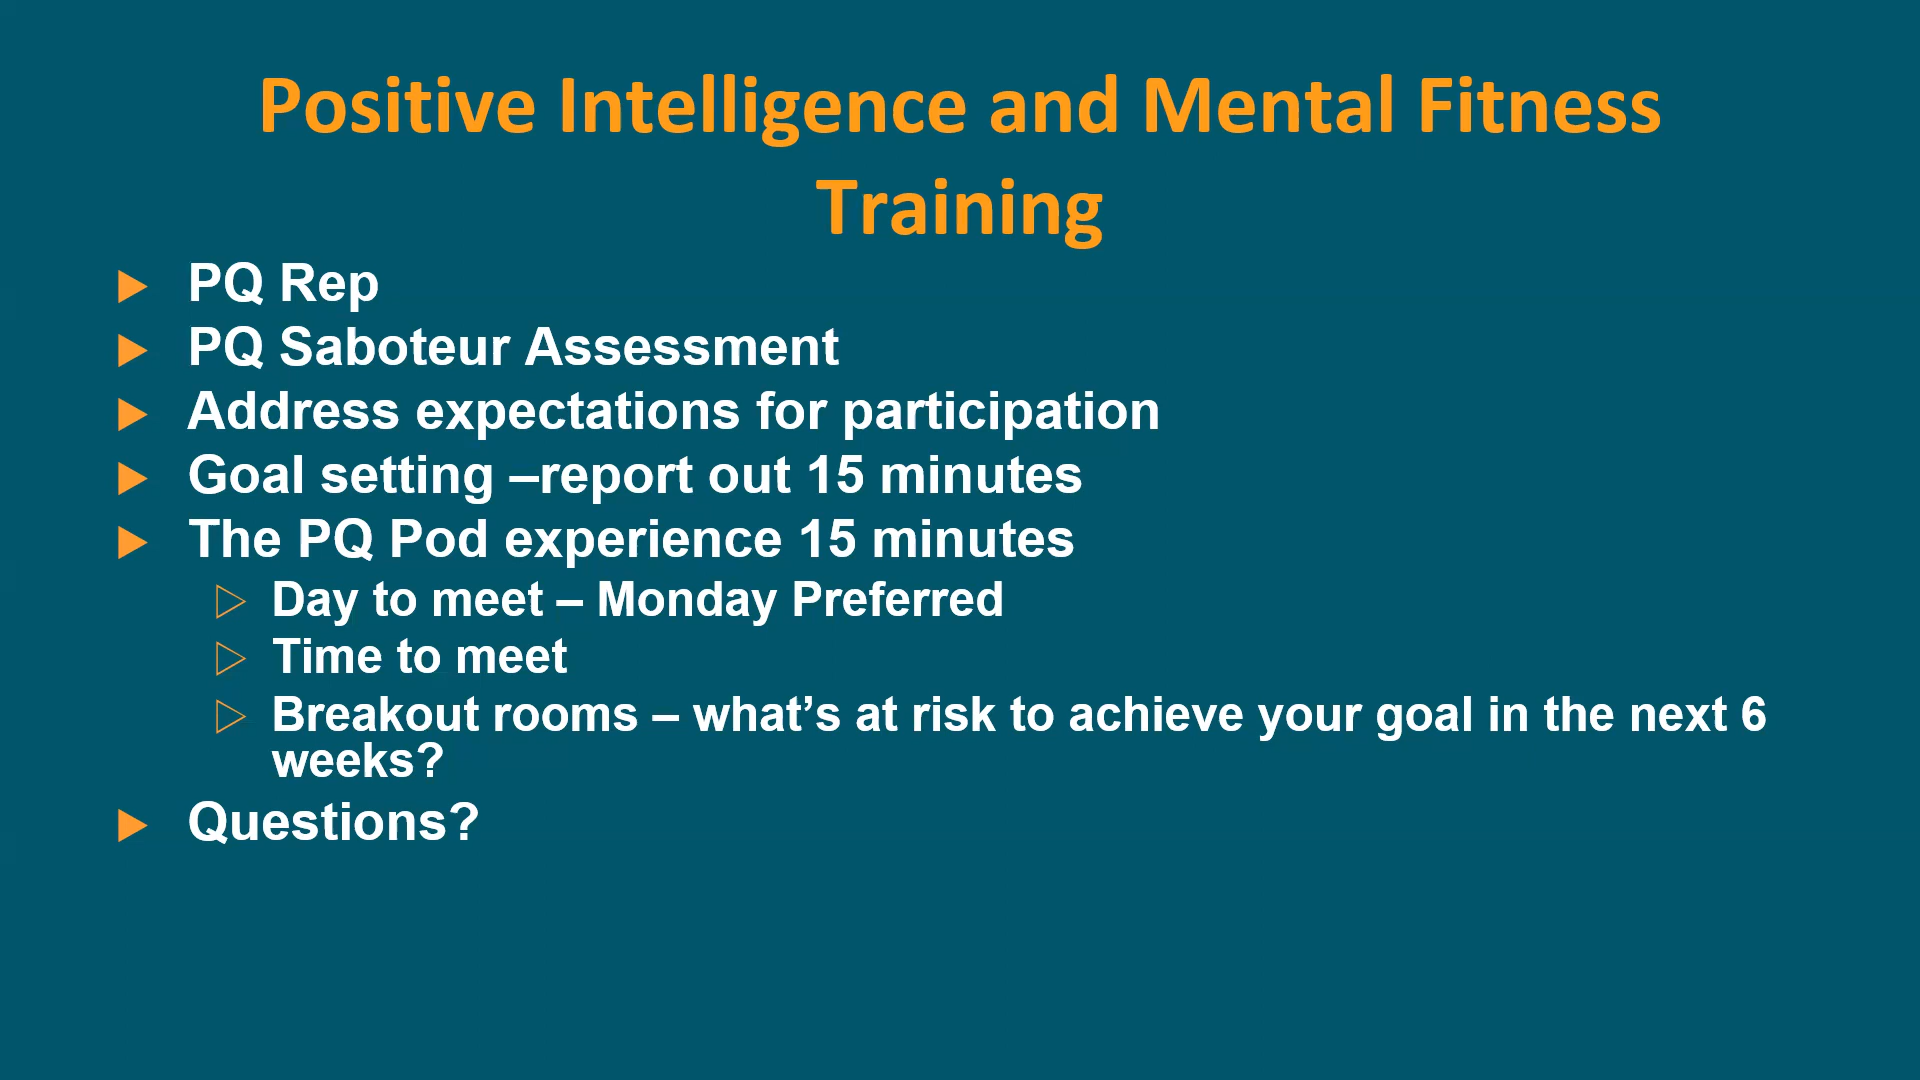 Positive Intelligence and Mental Fitness
Training
PQ Rep
PQ Saboteur Assessment
Address expectations for participation
Goal setting –report out 15 minutes
The PQ Pod experience 15 minutes
Day to meet – Monday Preferred
Time to meet
Breakout rooms – what’s at risk to achieve your goal in the next 6
weeks?
Questions?